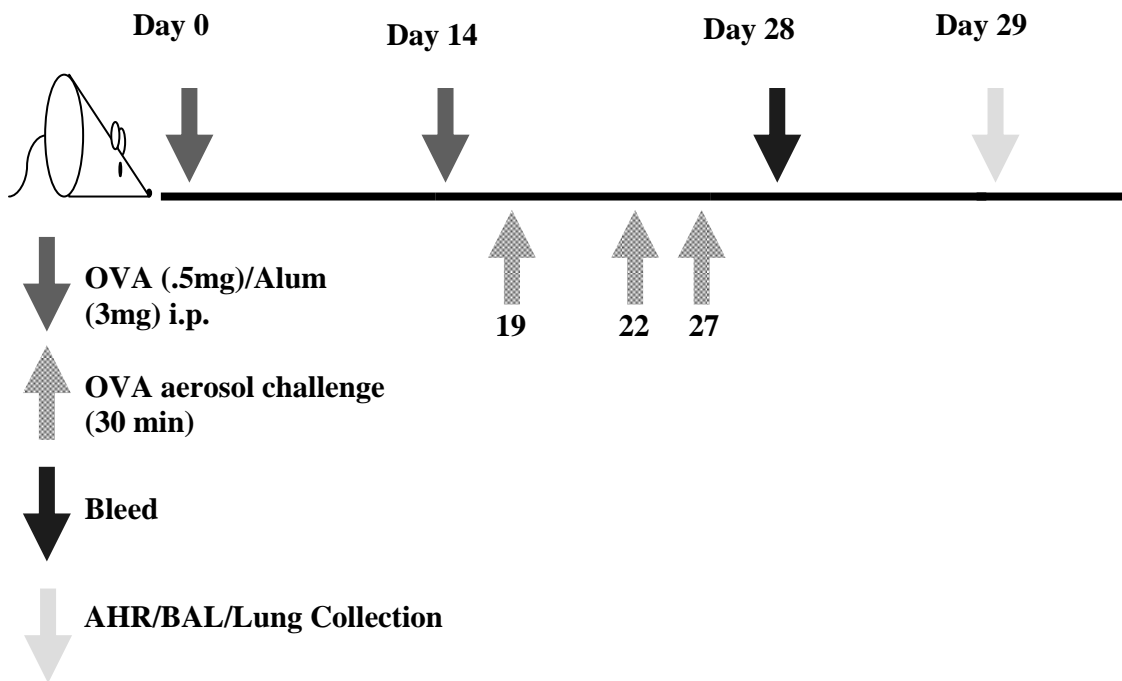 Day 0
Day 14
Day 28
Day 29
19
22
27
OVA (.5mg)/Alum
(3mg) i.p.
OVA aerosol challenge
(30 min)
Bleed
AHR/BAL/Lung Collection